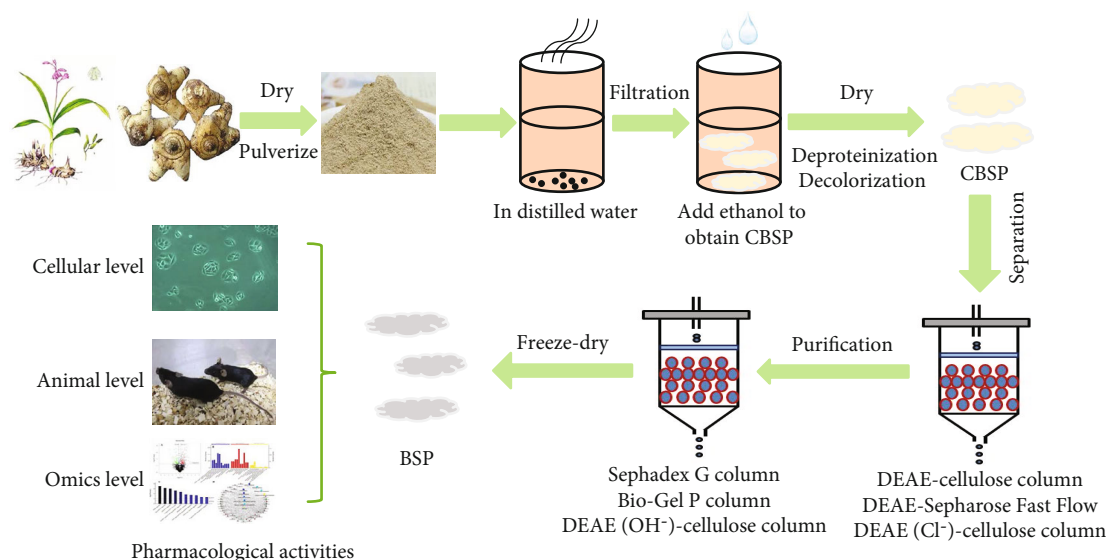 Dry
Pulverize
In distilled water
Filtration
Add ethanol to
obtain CBSP
Dry
Deproteinization
Decolorization
CBSP
Separation
DEAE-cellulose column
DEAE-Sepharose Fast Flow
DEAE (Cl⁻)-cellulose column
Purification
Sephadex G column
Bio-Gel P column
DEAE (OH⁻)-cellulose column
Freeze-dry
BSP
Cellular level
Animal level
Omics level
Pharmacological activities